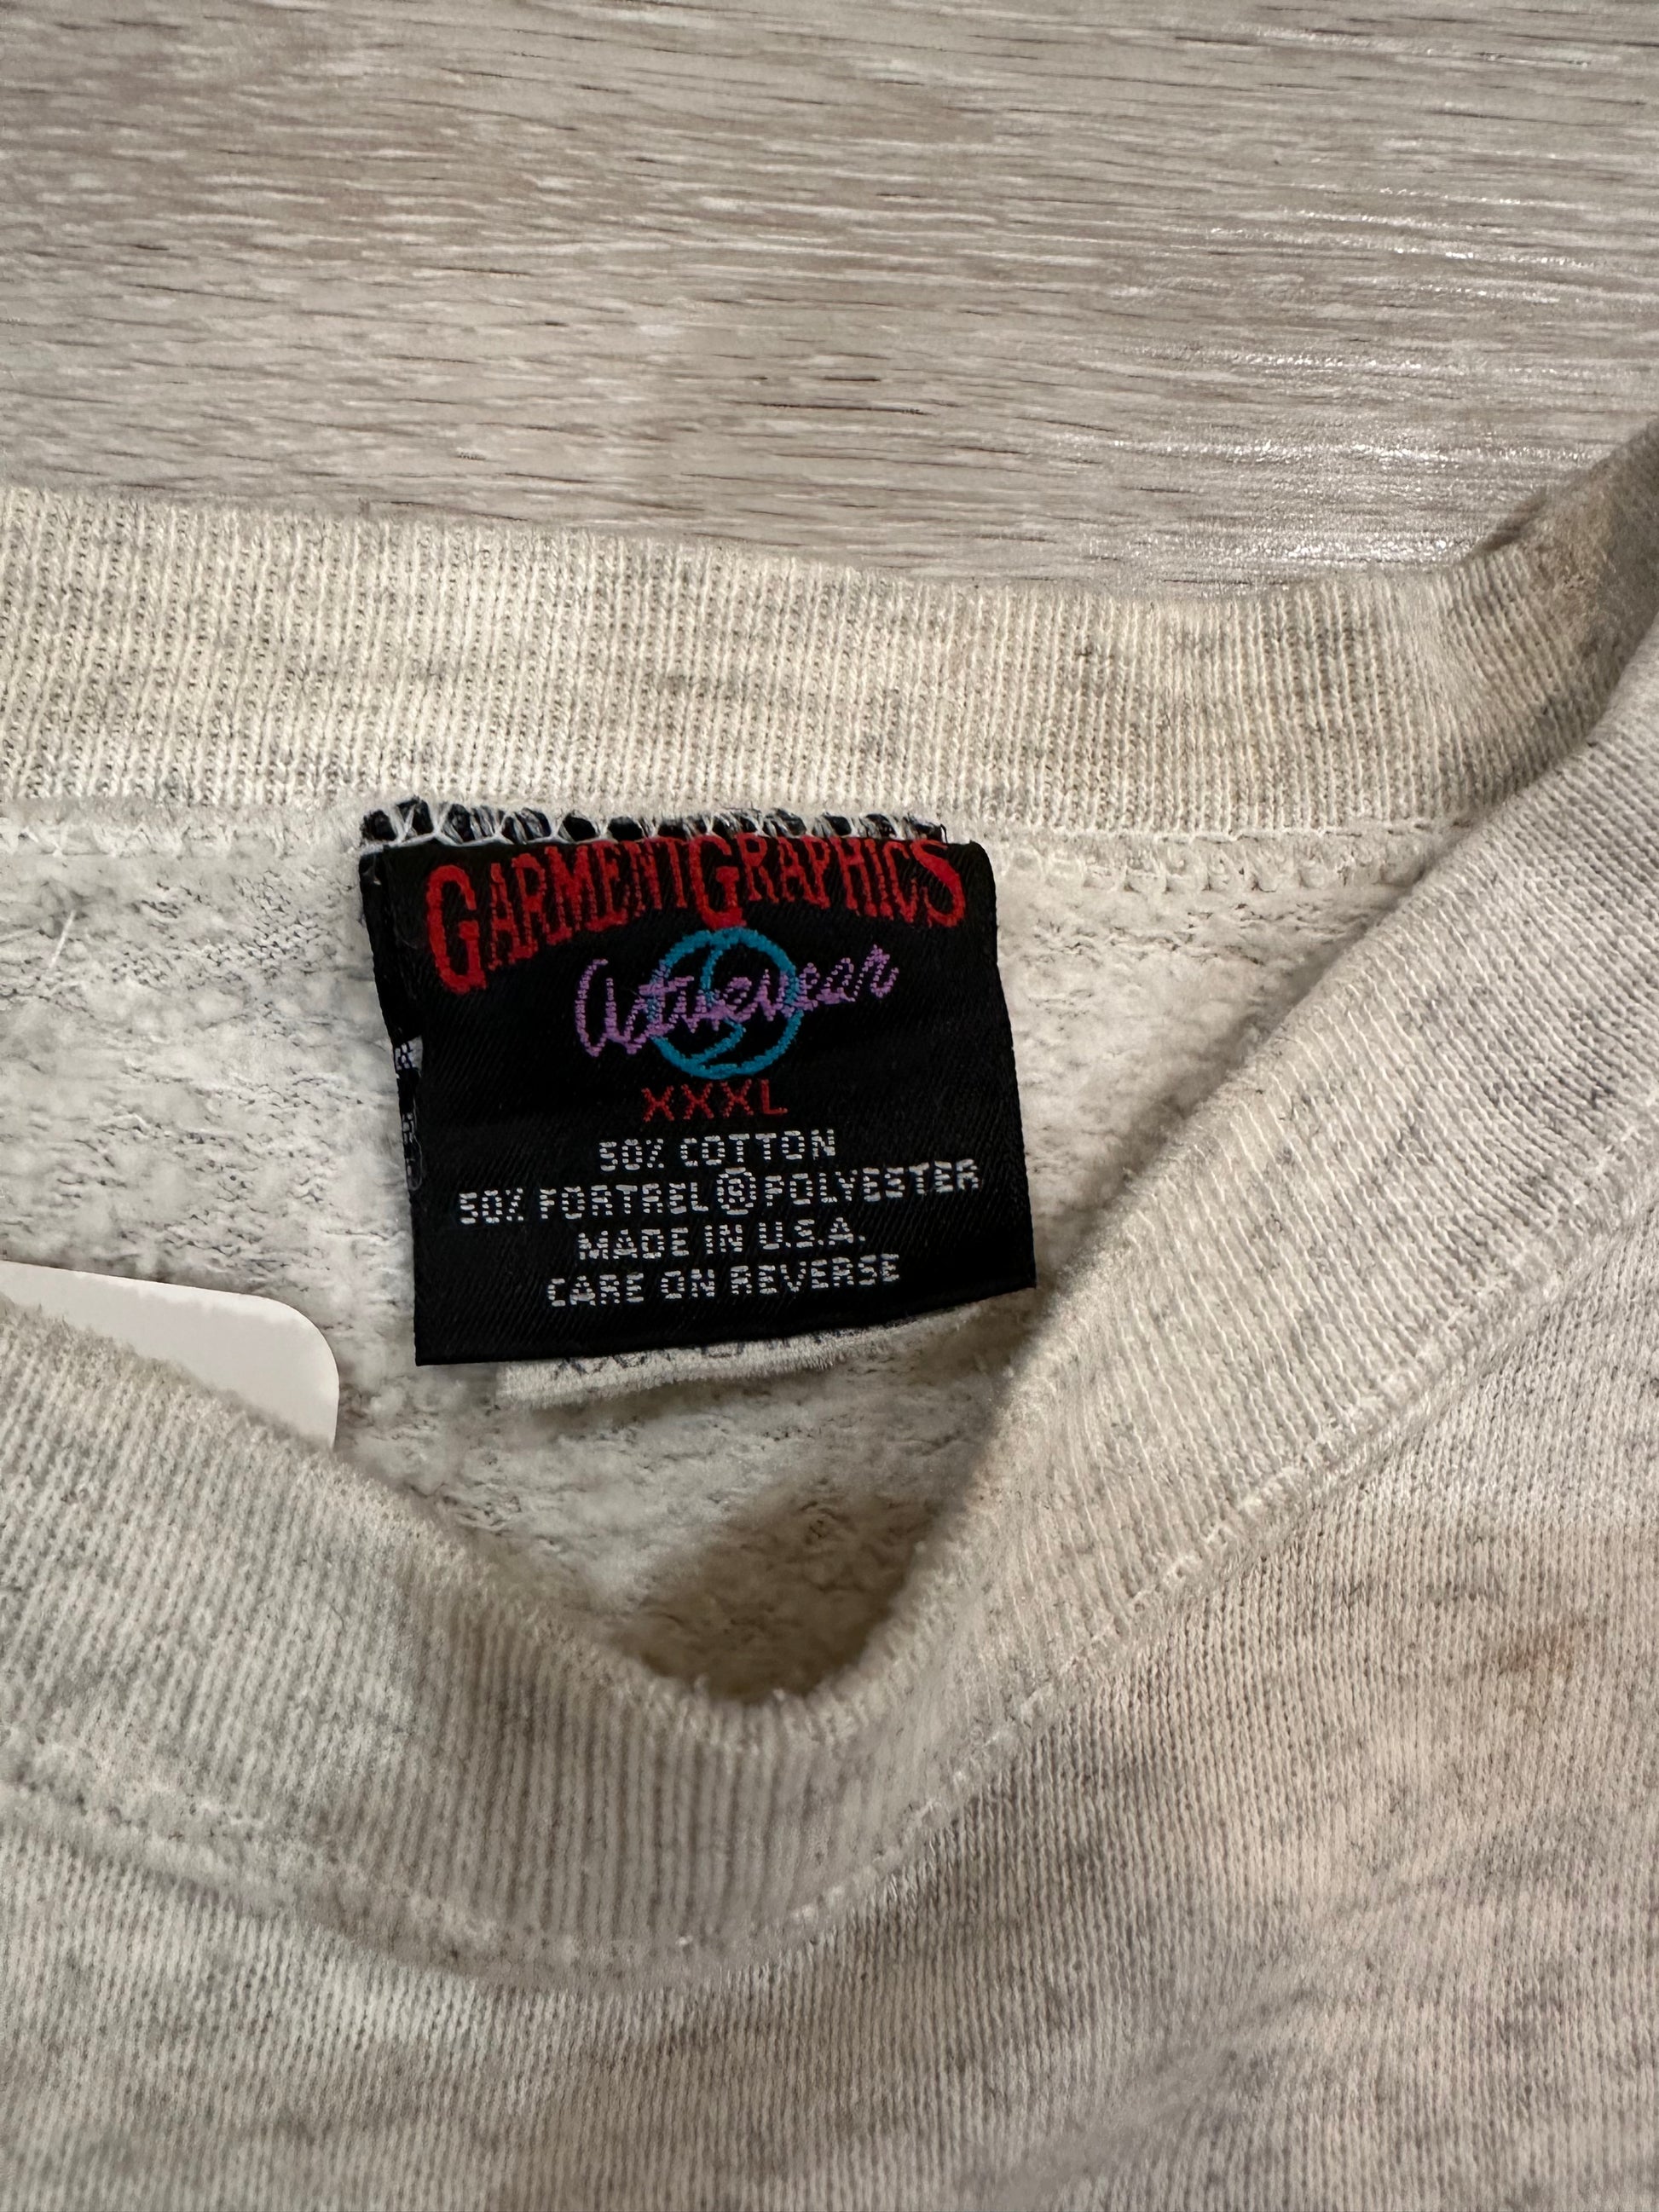 GARMENTGRAPHICS
Activewear
XXXL
50% COTTON
50% FORTREL®POLYESTER
MADE IN U.S.A.
CARE ON REVERSE